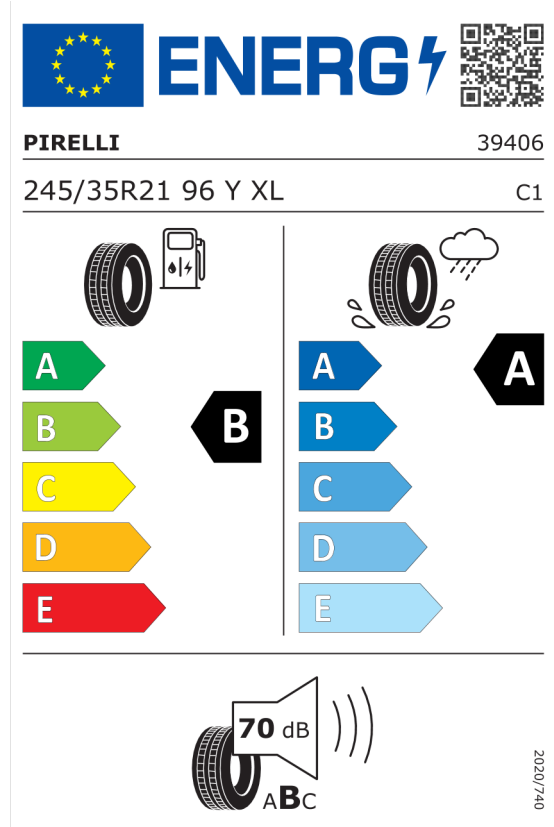 ENERG
PIRELLI 39406
245/35R21 96 Y XL C1
A A A
B B B
C C
D D
E E
70 dB
ABC
2020/740